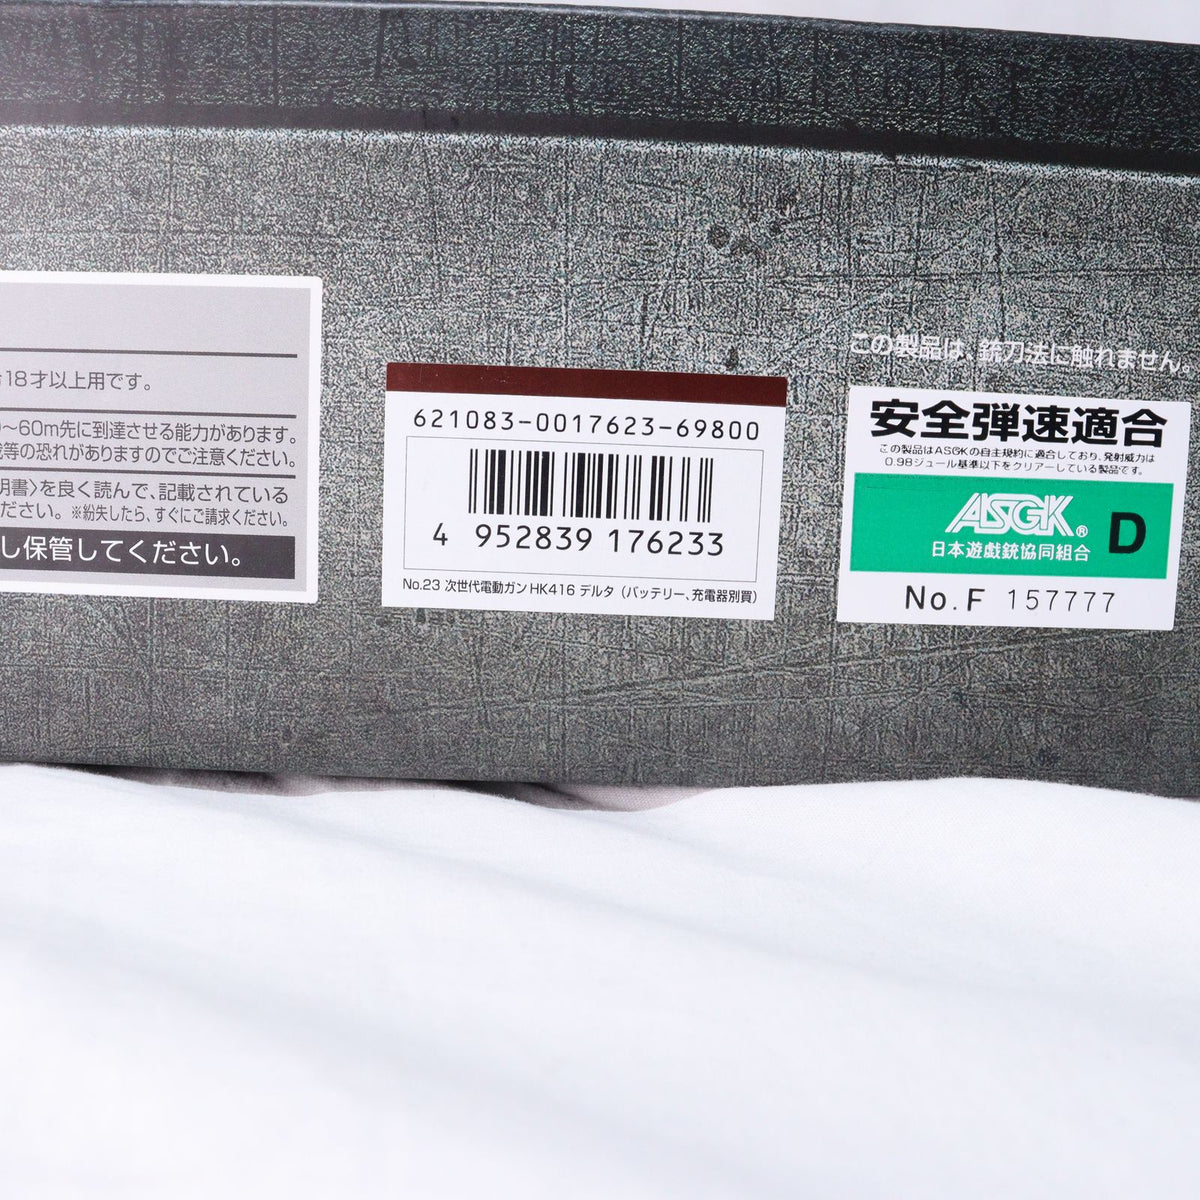 18才以上用です。
〜60m先に到達させる能力があります。
等の恐れがありますのでご注意ください。
明書〉を良く読んで、記載されている
ださい。※紛失したら、すぐにご請求ください。
し保管してください。
621083-0017623-69800
4 952839 176233
No.23 次世代電動ガン HK416 デルタ（バッテリー、充電器別買）
この製品は、銃刀法に触れません。
安全弾速適合
この製品はASGKの自主規約に適合しており、発射威力は
0.98ジュール基準以下をクリアーしている製品です。
ASGK® D
日本遊戯銃協同組合
No.F 157777